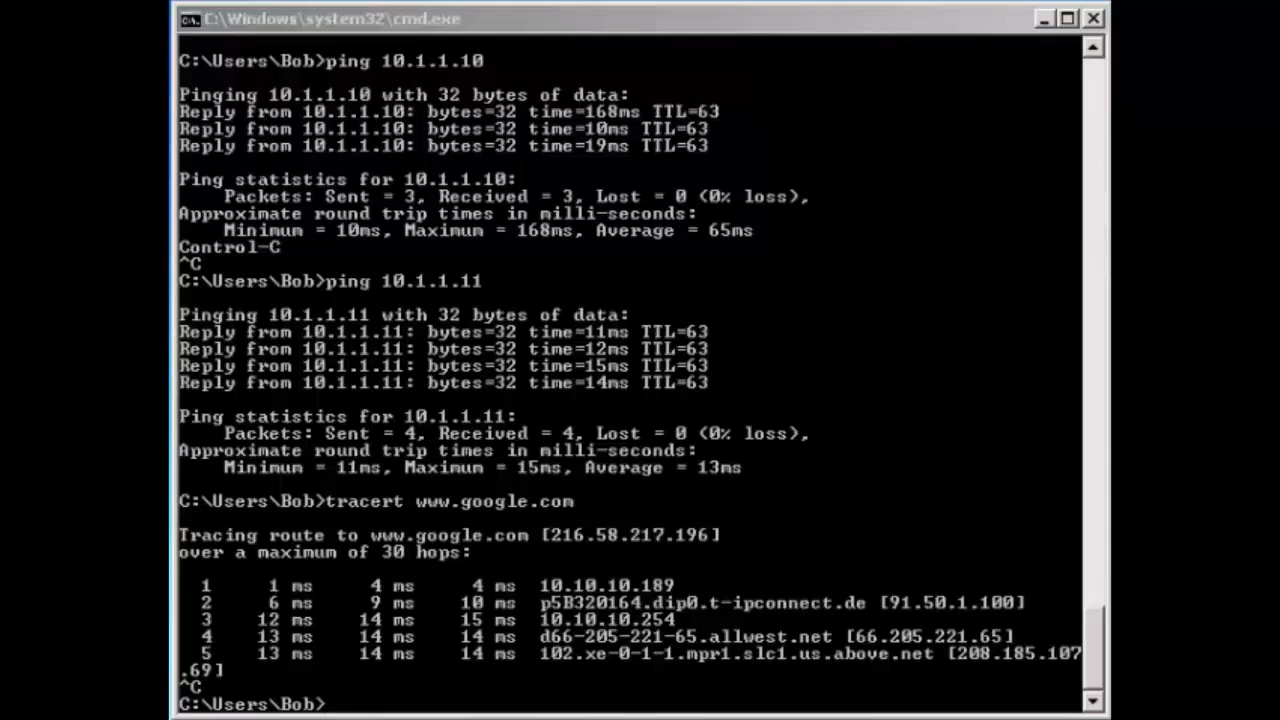 C:\Windows\system32\cmd.exe
C:\Users\Bob>ping 10.1.1.10
Pinging 10.1.1.10 with 32 bytes of data:
Reply from 10.1.1.10: bytes=32 time=168ms TTL=63
Reply from 10.1.1.10: bytes=32 time=10ms TTL=63
Reply from 10.1.1.10: bytes=32 time=19ms TTL=63
Ping statistics for 10.1.1.10:
Packets: Sent = 3, Received = 3, Lost = 0 (0% loss),
Approximate round trip times in milli-seconds:
Minimum = 10ms, Maximum = 168ms, Average = 65ms
Control-C
^C
C:\Users\Bob>ping 10.1.1.11
Pinging 10.1.1.11 with 32 bytes of data:
Reply from 10.1.1.11: bytes=32 time=11ms TTL=63
Reply from 10.1.1.11: bytes=32 time=12ms TTL=63
Reply from 10.1.1.11: bytes=32 time=15ms TTL=63
Reply from 10.1.1.11: bytes=32 time=14ms TTL=63
Ping statistics for 10.1.1.11:
Packets: Sent = 4, Received = 4, Lost = 0 (0% loss),
Approximate round trip times in milli-seconds:
Minimum = 11ms, Maximum = 15ms, Average = 13ms
C:\Users\Bob>tracert www.google.com
Tracing route to www.google.com [216.58.217.196]
over a maximum of 30 hops:
1 1 ms 4 ms 4 ms 10.10.10.189
2 6 ms 9 ms 10 ms p5B320164.dip0.t-ipconnect.de [91.50.1.100]
3 12 ms 14 ms 15 ms 10.10.10.254
4 13 ms 14 ms 14 ms d66-205-221-65.allwest.net [66.205.221.65]
5 13 ms 14 ms 14 ms 102.xe-0-1-1.mpr1.slc1.us.above.net [208.185.107
.69]
^C
C:\Users\Bob>